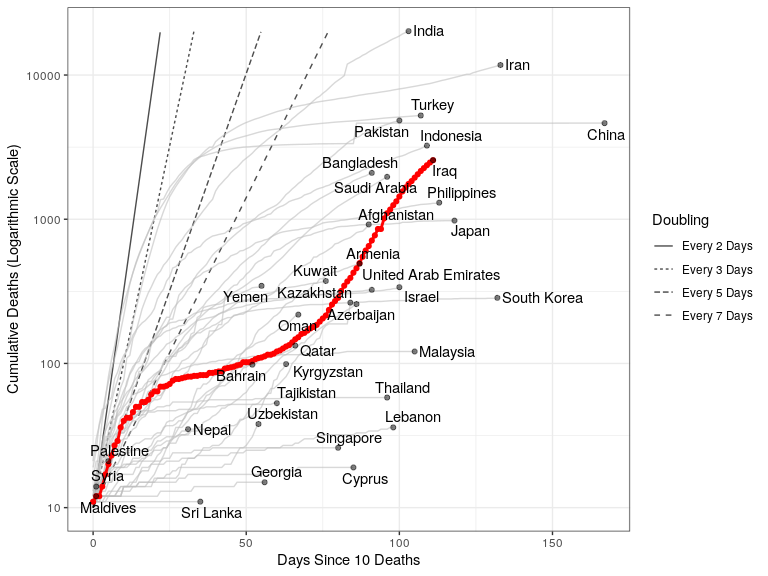 India
Iran
10000
Turkey
Pakistan
China
Indonesia
Bangladesh
Iraq
Saudi Arabia
Philippines
Afghanistan
1000
Japan
Armenia
Kuwait
United Arab Emirates
Yemen
Kazakhstan
Israel
South Korea
Azerbaijan
Oman
Qatar
Malaysia
100
Bahrain
Kyrgyzstan
Thailand
Tajikistan
Uzbekistan
Lebanon
Nepal
Singapore
Palestine
Syria
Georgia
Cyprus
Maldives
Sri Lanka
10
0
50
100
150
Days Since 10 Deaths
Cumulative Deaths (Logarithmic Scale)
Doubling
Every 2 Days
Every 3 Days
Every 5 Days
Every 7 Days